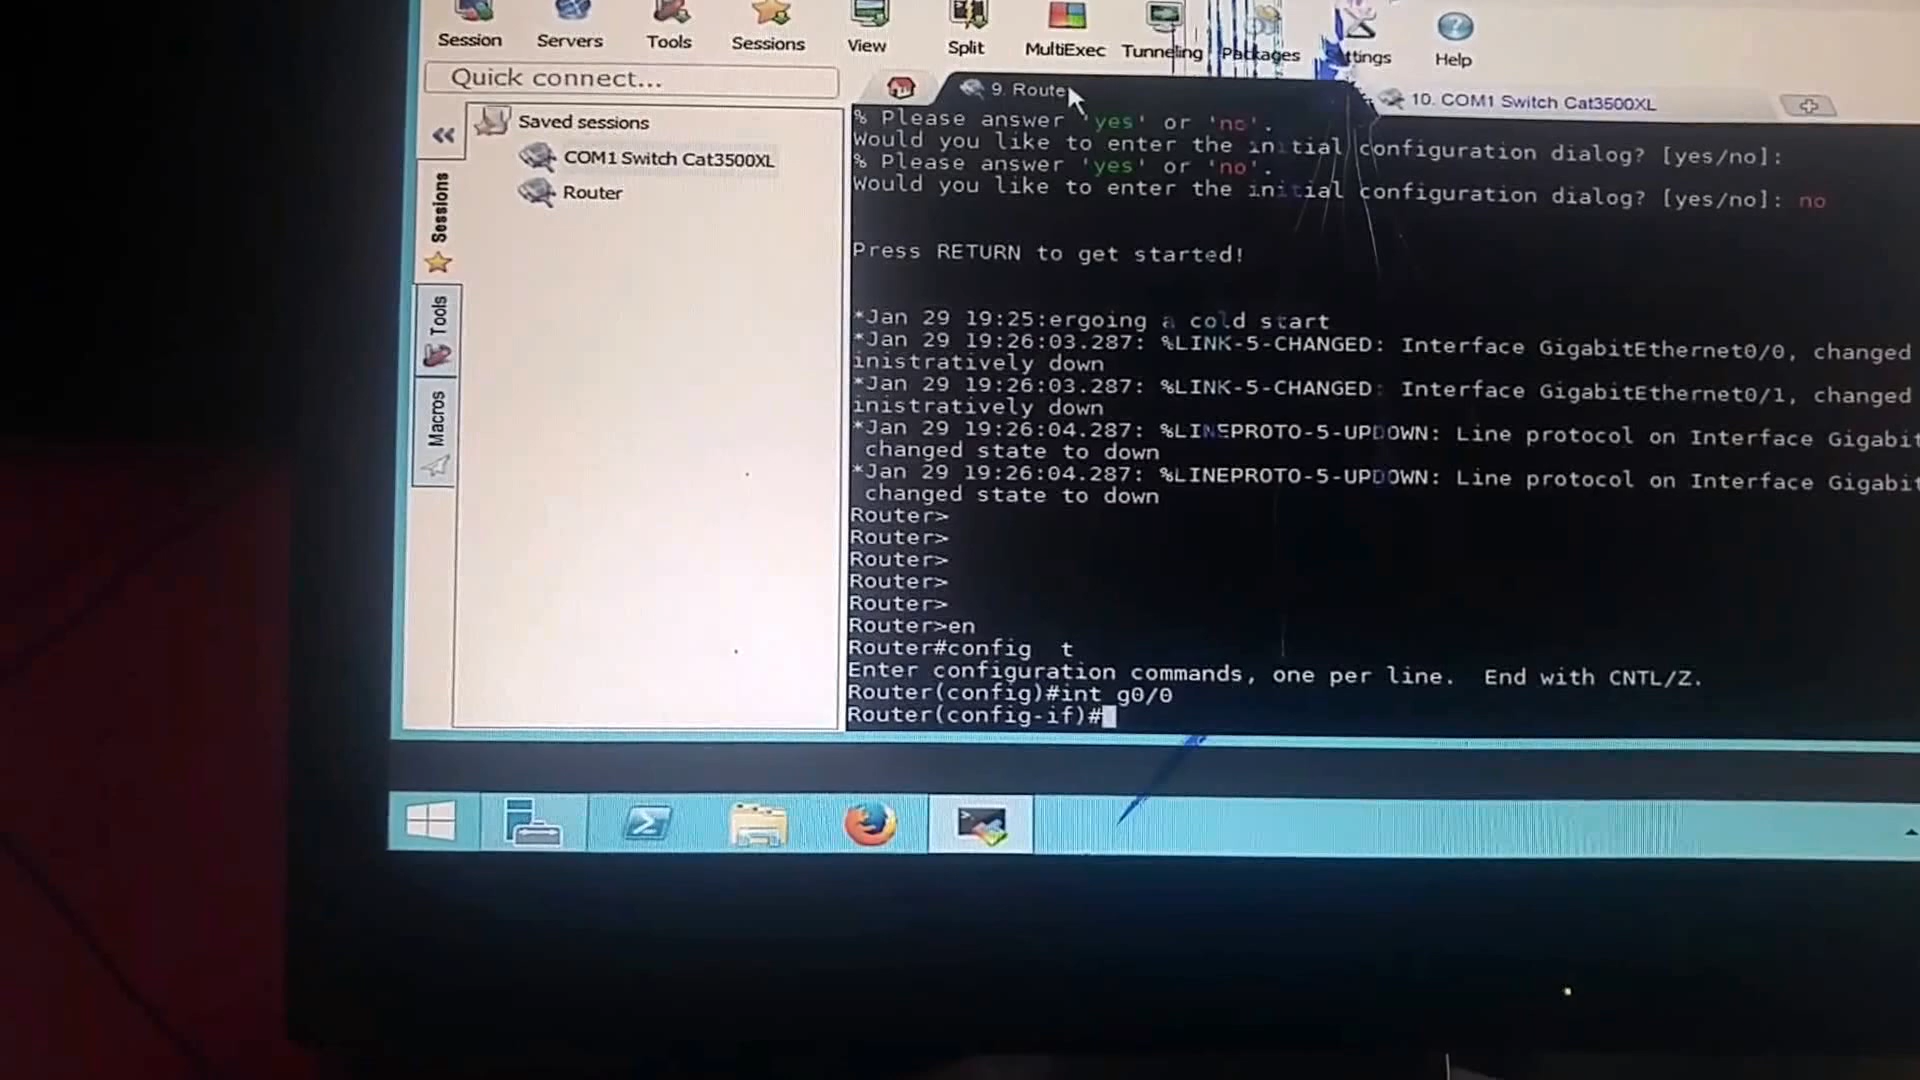 Session Servers Tools Sessions View Split MultiExec Tunneling Packages Help
Quick connect...
9. Router
10. COM1 Switch Cat3500XL
Saved sessions
COM1 Switch Cat3500XL
Router
Sessions
Tools
Macros
% Please answer 'yes' or 'no'.
Would you like to enter the initial configuration dialog? [yes/no]:
% Please answer 'yes' or 'no'.
Would you like to enter the initial configuration dialog? [yes/no]: no
Press RETURN to get started!
*Jan 29 19:25:ergoing a cold start
*Jan 29 19:26:03.287: %LINK-5-CHANGED: Interface GigabitEthernet0/0, changed
inistratively down
*Jan 29 19:26:03.287: %LINK-5-CHANGED: Interface GigabitEthernet0/1, changed
inistratively down
*Jan 29 19:26:04.287: %LINEPROTO-5-UPDOWN: Line protocol on Interface Gigabit
changed state to down
*Jan 29 19:26:04.287: %LINEPROTO-5-UPDOWN: Line protocol on Interface Gigabit
changed state to down
Router>
Router>
Router>
Router>
Router>
Router>en
Router#config t
Enter configuration commands, one per line. End with CNTL/Z.
Router(config)#int g0/0
Router(config-if)#